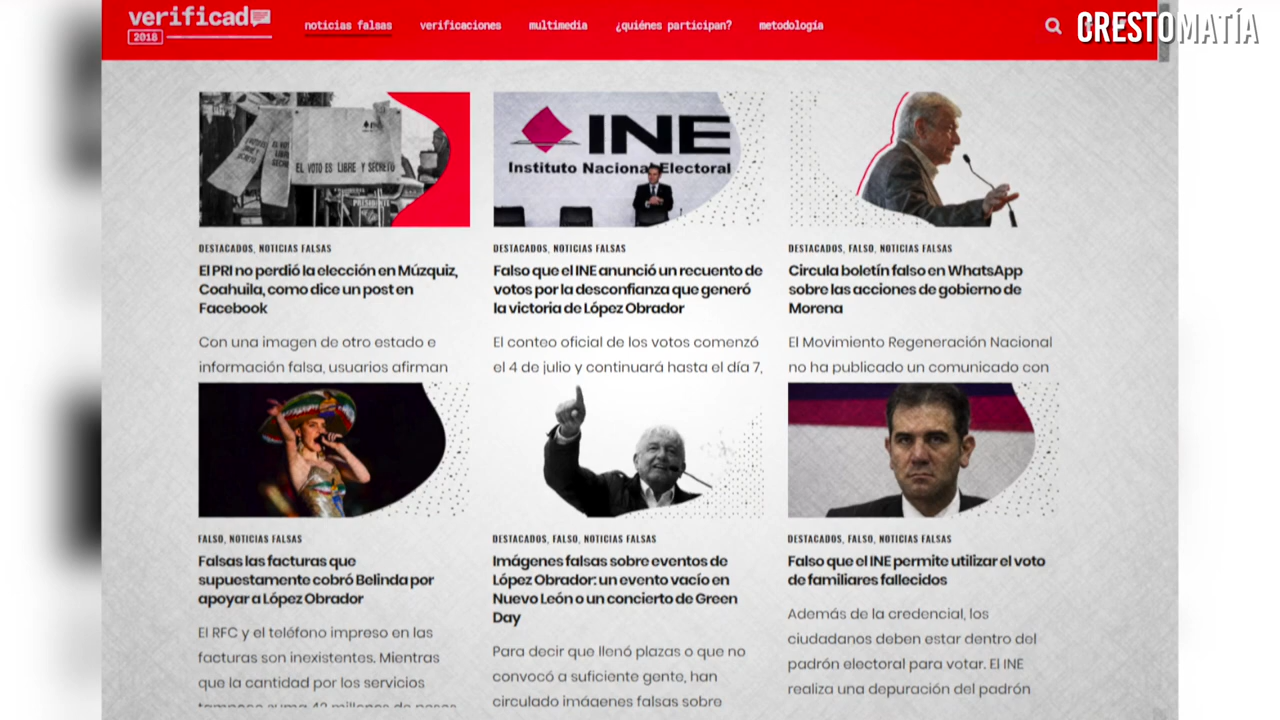 verificado
2018
noticias falsas
verificaciones
multimedia
¿quiénes participan?
metodología
CRESTOMATÍA
EL VOTO ES LIBRE Y SECRETO
PRESIDENTE
INE
Instituto Nacional Electoral
DESTACADOS, NOTICIAS FALSAS
El PRI no perdió la elección en Múzquiz,
Coahuila, como dice un post en
Facebook
Con una imagen de otro estado e
información falsa, usuarios afirman
DESTACADOS, NOTICIAS FALSAS
Falso que el INE anunció un recuento de
votos por la desconfianza que generó
la victoria de López Obrador
El conteo oficial de los votos comenzó
el 4 de julio y continuará hasta el día 7,
DESTACADOS, FALSO, NOTICIAS FALSAS
Circula boletín falso en WhatsApp
sobre las acciones de gobierno de
Morena
El Movimiento Regeneración Nacional
no ha publicado un comunicado con
FALSO, NOTICIAS FALSAS
Falsas las facturas que
supuestamente cobró Belinda por
apoyar a López Obrador
El RFC y el teléfono impreso en las
facturas son inexistentes. Mientras
que la cantidad por los servicios
tampoco suma 42 millones de pesos
DESTACADOS, FALSO, NOTICIAS FALSAS
Imágenes falsas sobre eventos de
López Obrador: un evento vacío en
Nuevo León o un concierto de Green
Day
Para decir que llenó plazas o que no
convocó a suficiente gente, han
circulado imágenes falsas sobre
DESTACADOS, FALSO, NOTICIAS FALSAS
Falso que el INE permite utilizar el voto
de familiares fallecidos
Además de la credencial, los
ciudadanos deben estar dentro del
padrón electoral para votar. El INE
realiza una depuración del padrón